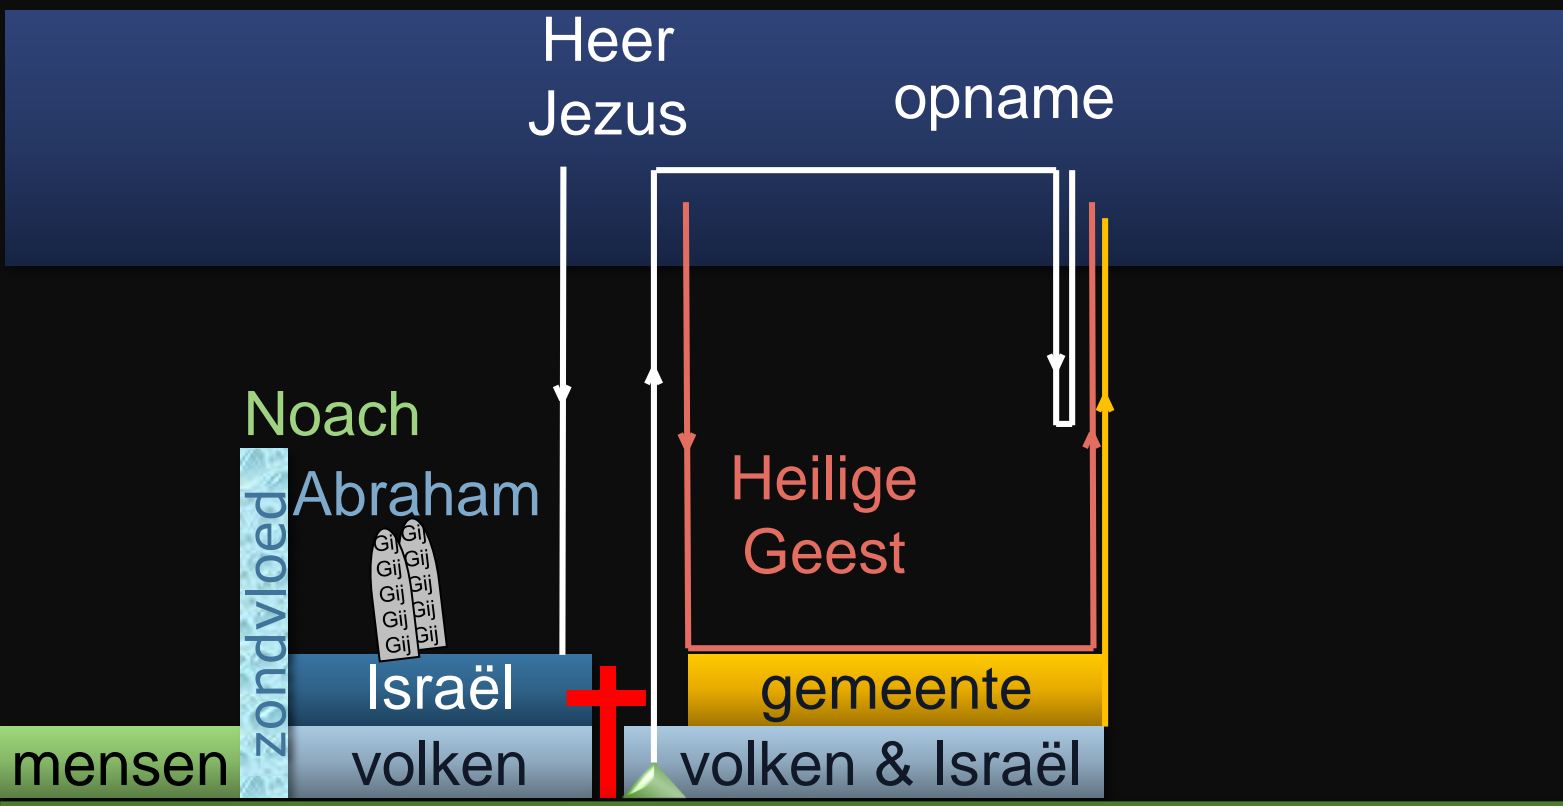 Heer
Jezus
opname
Noach
Abraham
zondvloed
Gij Gij
Gij Gij
Gij Gij
Gij Gij
Gij Gij
Heilige
Geest
Israël
gemeente
mensen
volken
volken & Israël